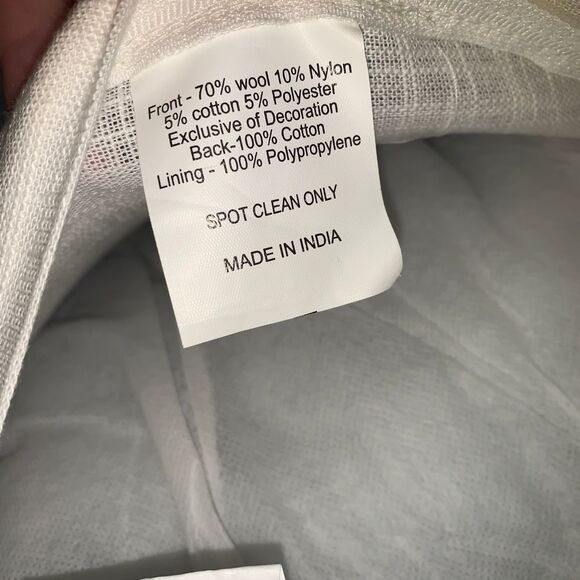 Front - 70% wool 10% Nylon
5% cotton 5% Polyester
Exclusive of Decoration
Back-100% Cotton
Lining - 100% Polypropylene
SPOT CLEAN ONLY
MADE IN INDIA